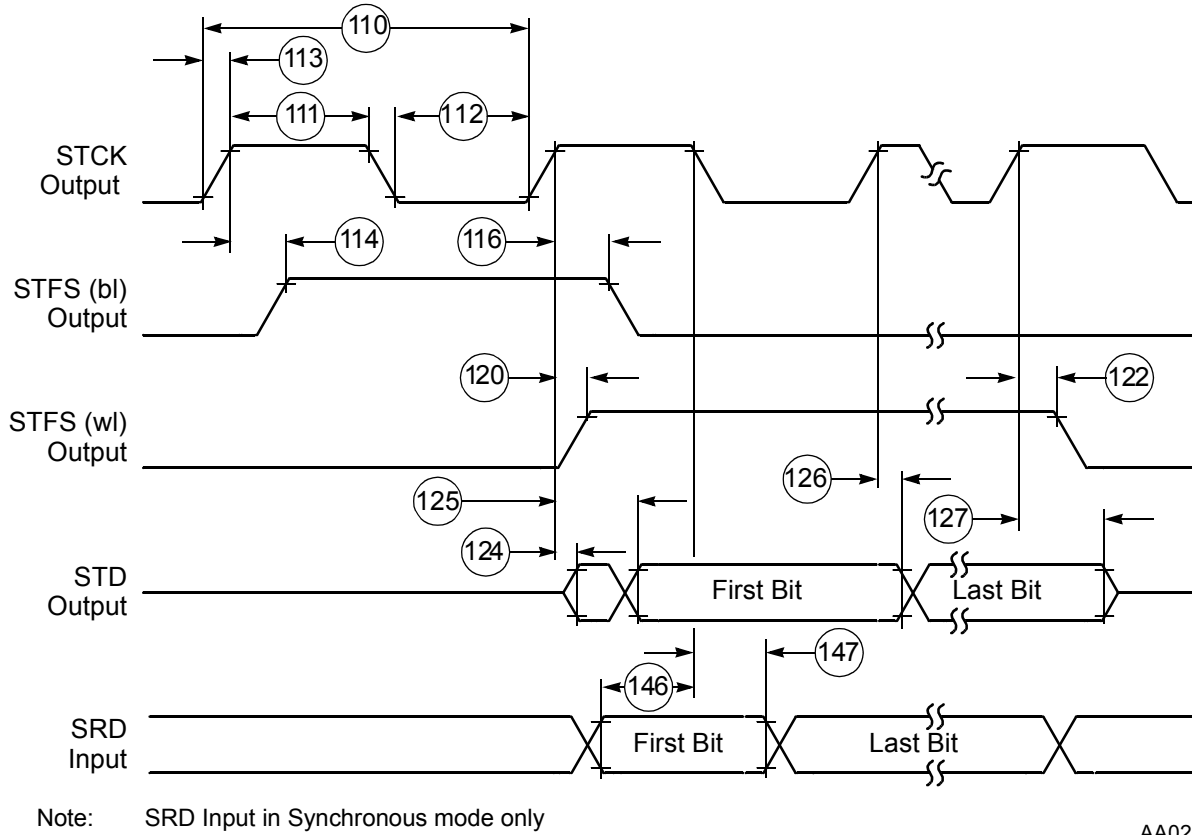 110
113
111
112
STCK
Output
114
116
STFS (bl)
Output
120
122
STFS (wl)
Output
125
126
127
124
STD
Output
First Bit
Last Bit
147
146
SRD
Input
First Bit
Last Bit
Note: SRD Input in Synchronous mode only
AA02